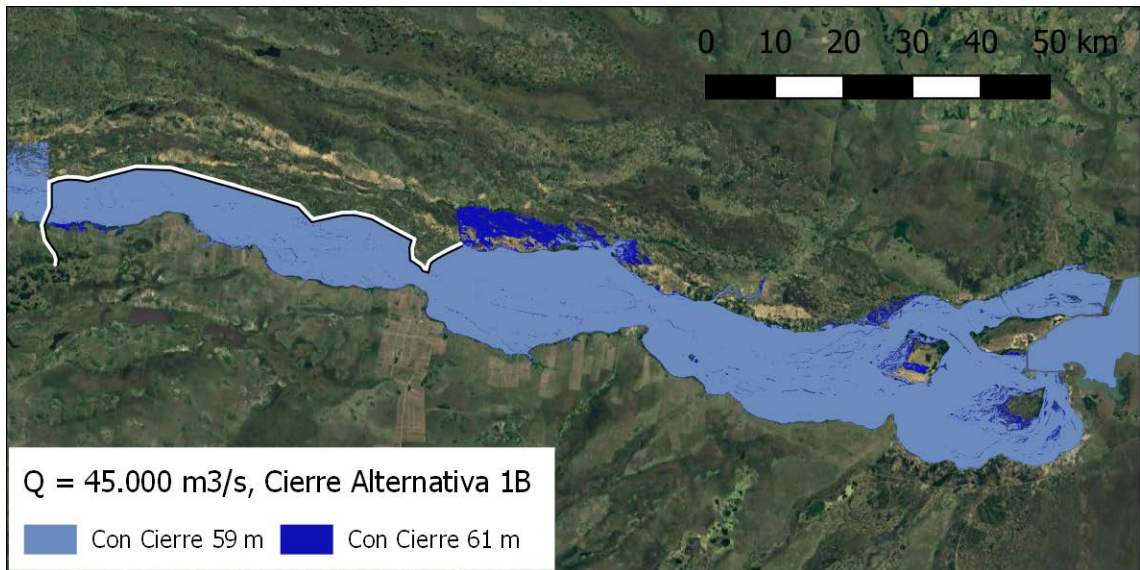 0 10 20 30 40 50 km
Q = 45.000 m3/s, Cierre Alternativa 1B
Con Cierre 59 m Con Cierre 61 m